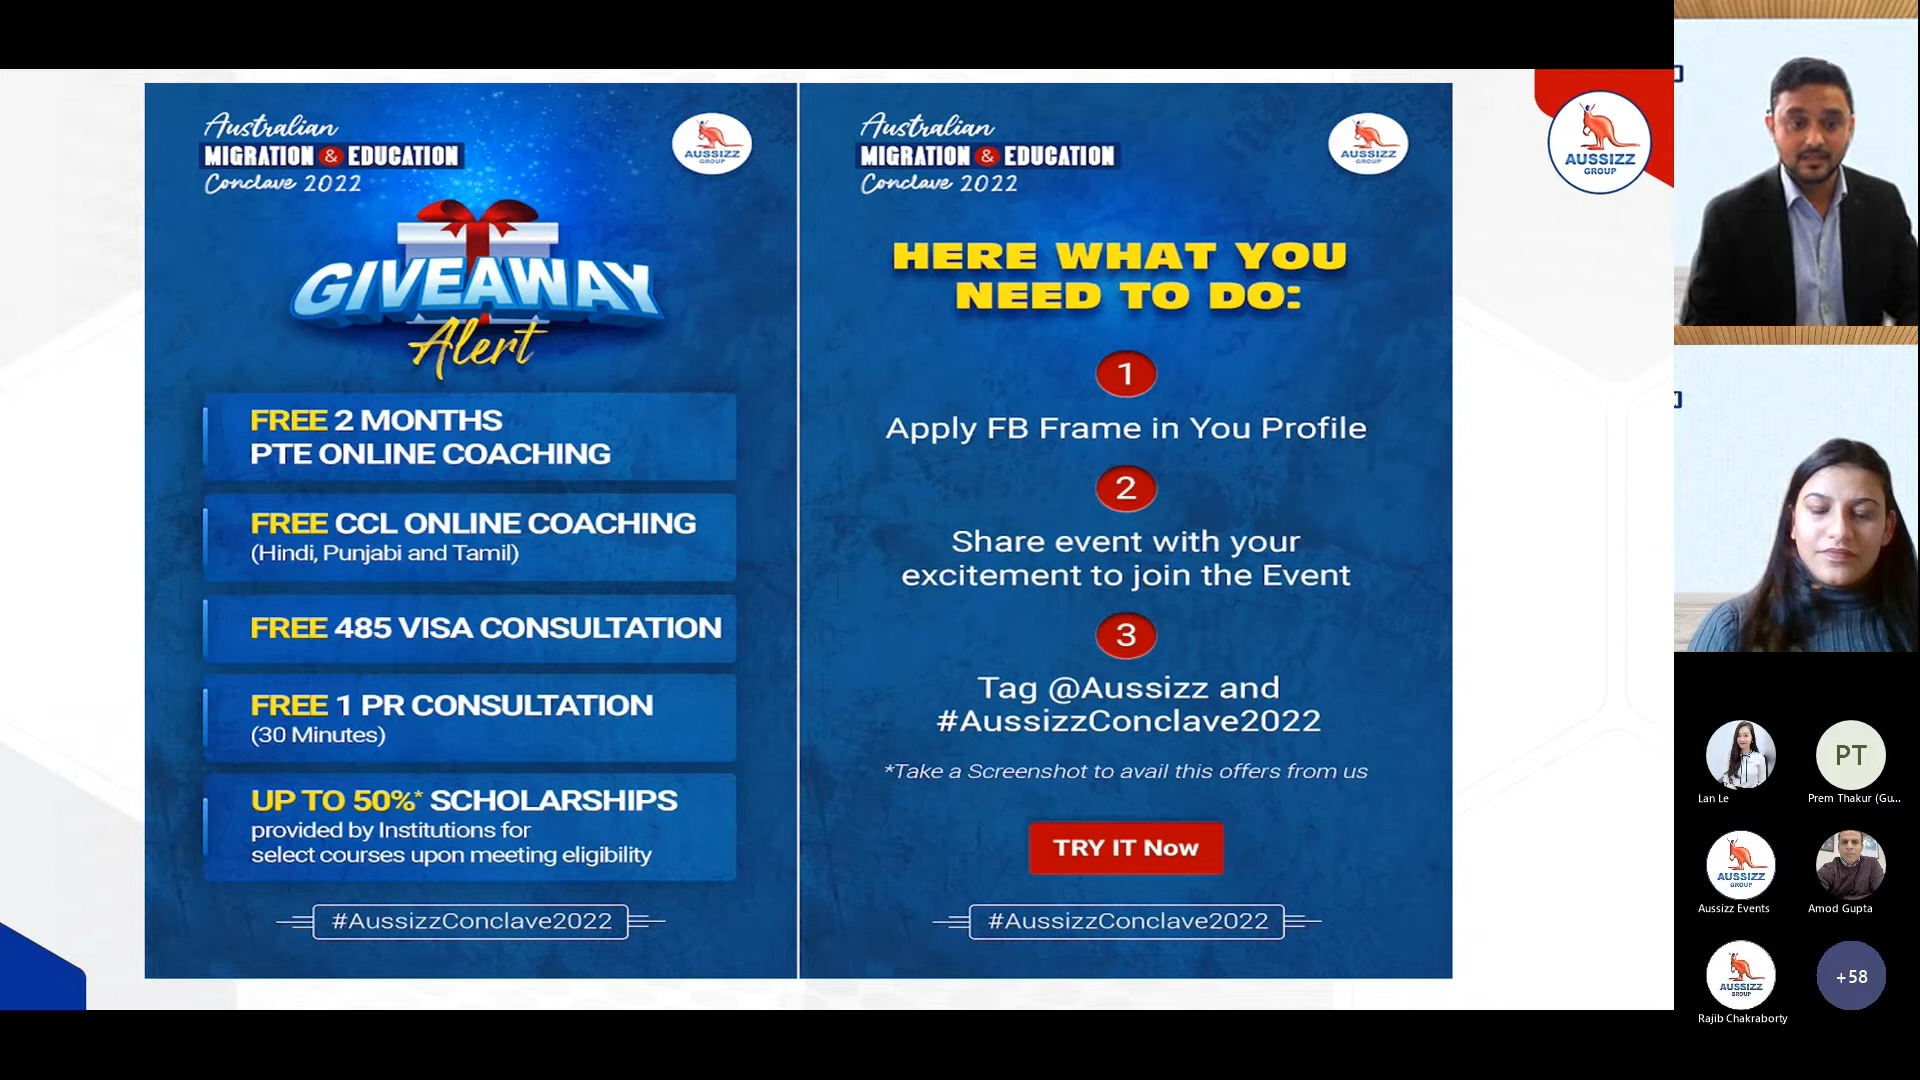 Australian
MIGRATION & EDUCATION
Conclave 2022
AUSSIZZ
GROUP
GIVEAWAY
Alert
FREE 2 MONTHS
PTE ONLINE COACHING
FREE CCL ONLINE COACHING
(Hindi, Punjabi and Tamil)
FREE 485 VISA CONSULTATION
FREE 1 PR CONSULTATION
(30 Minutes)
UP TO 50%* SCHOLARSHIPS
provided by Institutions for
select courses upon meeting eligibility
#AussizzConclave2022
Australian
MIGRATION & EDUCATION
Conclave 2022
AUSSIZZ
GROUP
HERE WHAT YOU
NEED TO DO:
1
Apply FB Frame in You Profile
2
Share event with your
excitement to join the Event
3
Tag @Aussizz and
#AussizzConclave2022
*Take a Screenshot to avail this offers from us
TRY IT Now
#AussizzConclave2022
AUSSIZZ
GROUP
Lan Le
PT
Prem Thakur (Gu...
AUSSIZZ
GROUP
Aussizz Events
Amod Gupta
AUSSIZZ
GROUP
Rajib Chakraborty
+58